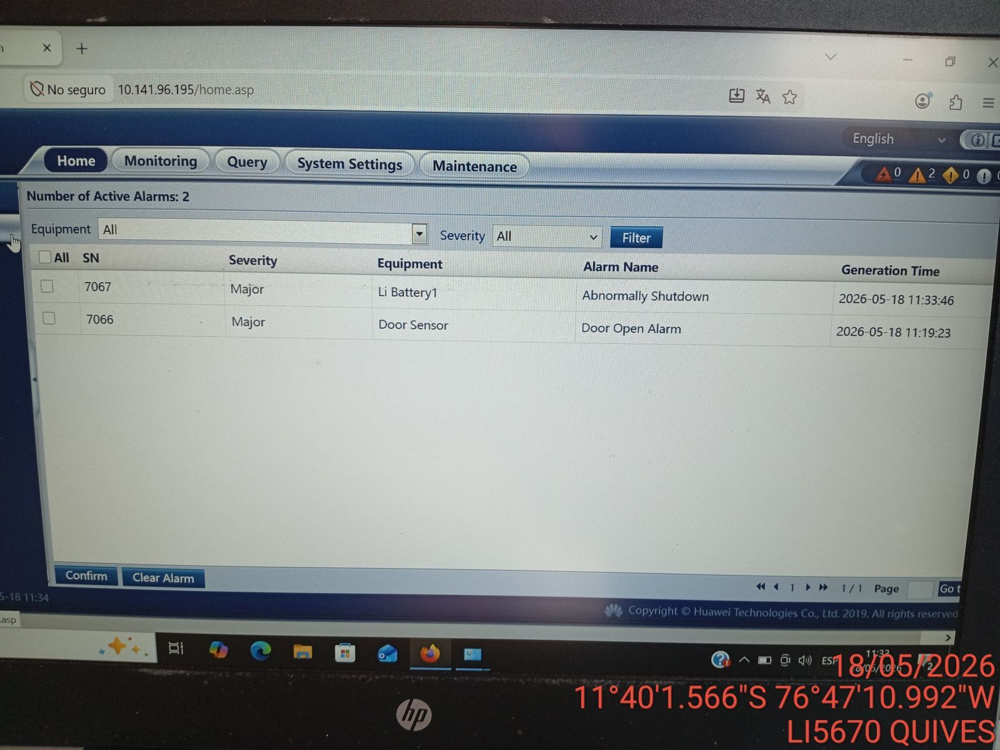 No seguro 10.141.96.195/home.asp
English
Home Monitoring Query System Settings Maintenance
0 2 0
Number of Active Alarms: 2
Equipment All Severity All Filter
All SN Severity Equipment Alarm Name Generation Time
7067 Major Li Battery1 Abnormally Shutdown 2026-05-18 11:33:46
7066 Major Door Sensor Door Open Alarm 2026-05-18 11:19:23
Confirm Clear Alarm
1 1 / 1 Page Go t
5-18 11:34
Copyright © Huawei Technologies Co., Ltd. 2019. All rights reserved
.asp
ESP 11:33
18/05/2026
11°40'1.566"S 76°47'10.992"W
LI5670 QUIVES
hp